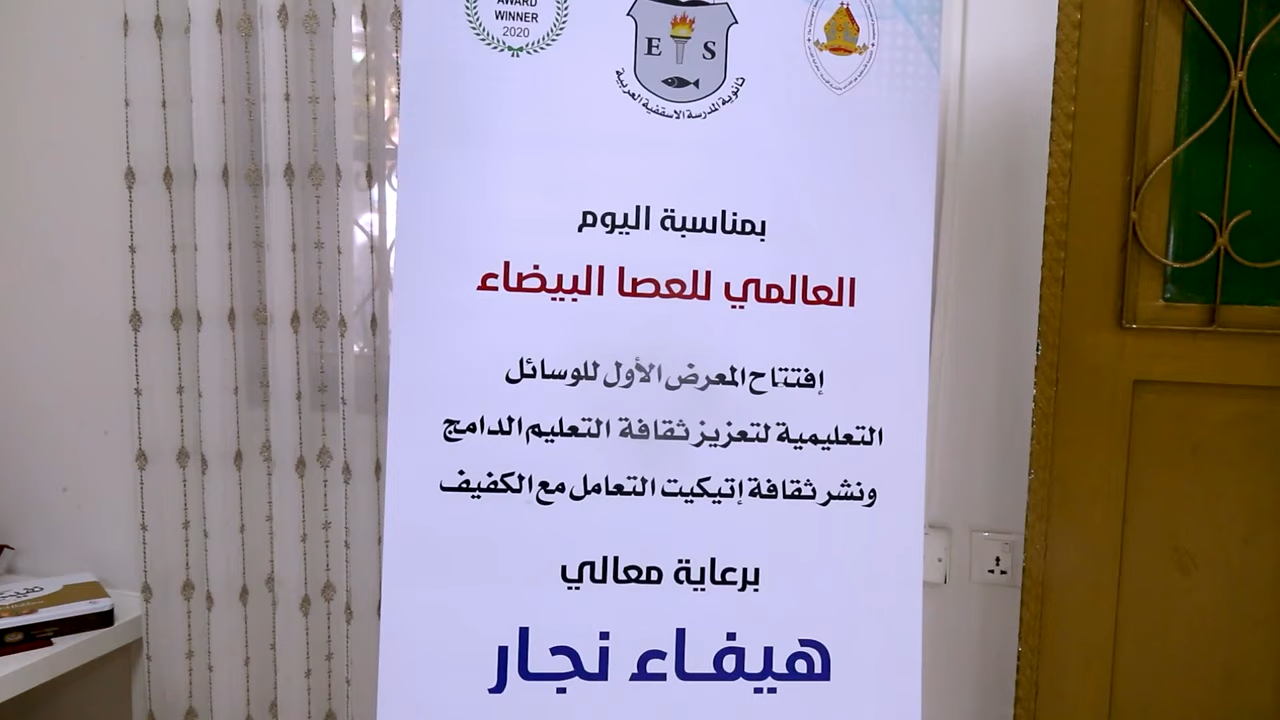 AWARD
WINNER
2020
E S
ثانوية المدرسة الاسقفية العربية
بمناسبة اليوم
العالمي للعصا البيضاء
إفتتاح المعرض الأول للوسائل
التعليمية لتعزيز ثقافة التعليم الدامج
ونشر ثقافة إتيكيت التعامل مع الكفيف
برعاية معالي
هيفاء نجار